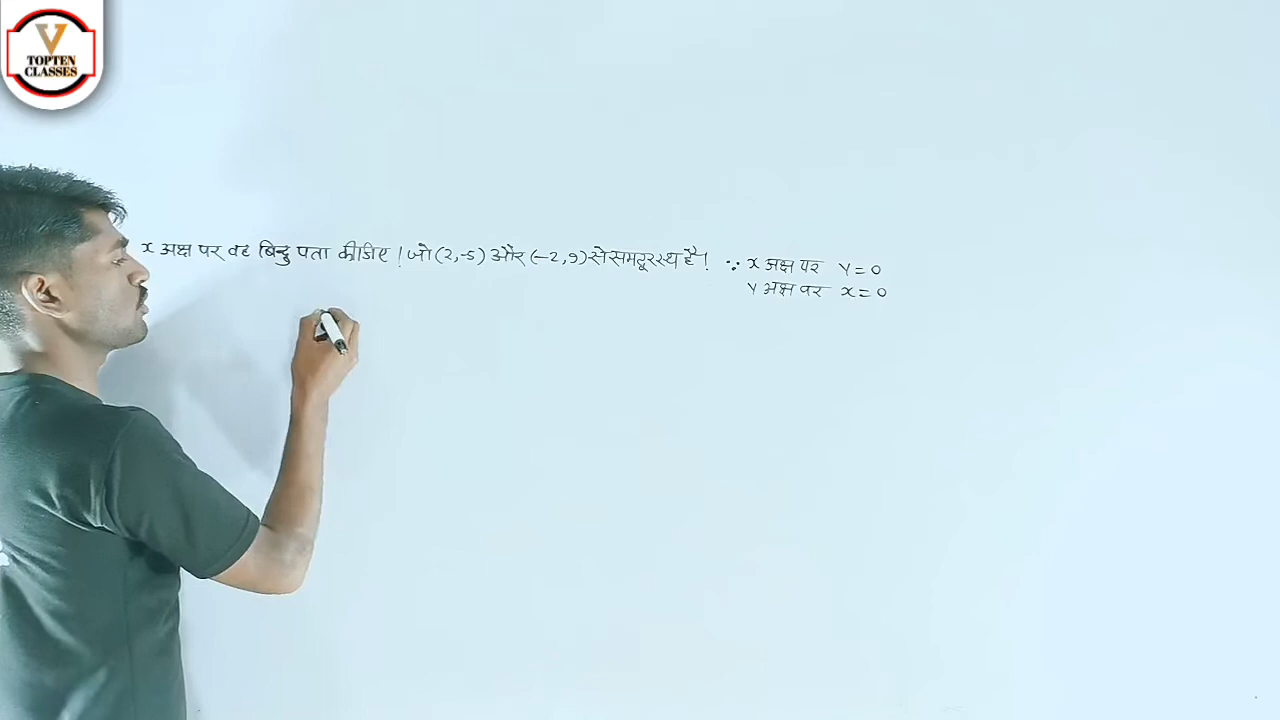 V
TOPTEN
CLASSES
x अक्ष पर वह बिन्दु पता कीजिए । जो (2,-5) और (-2,9) से समदूरस्थ है । ∵ x अक्ष पर y = 0
y अक्ष पर x = 0